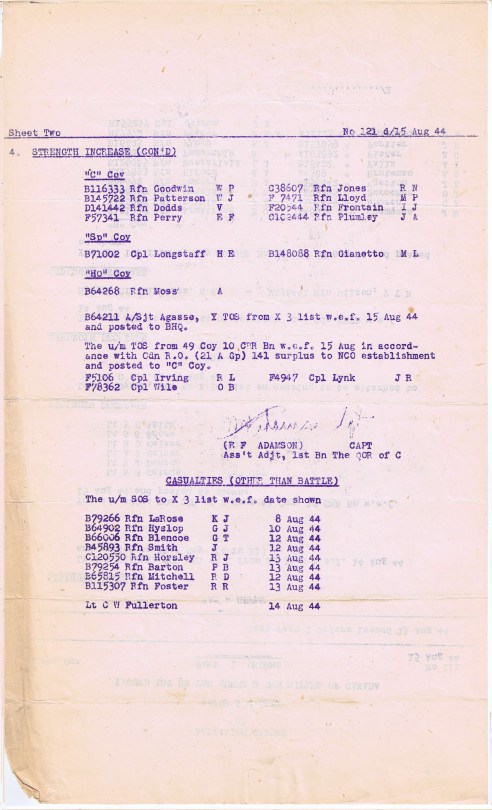 Sheet Two No 121 d/15 Aug 44
4. STRENGTH INCREASE (CON'D)
"C" Coy
B116333 Rfn Goodwin W P C38607 Rfn Jones R N
B145722 Rfn Patterson W J F 7471 Rfn Lloyd M P
D141442 Rfn Dodds V F20544 Rfn Frontain I J
F57341 Rfn Perry E F C102444 Rfn Plumley J A
"Sp" Coy
B71002 Cpl Longstaff H E B148088 Rfn Gianetto M L
"HQ" Coy
B64268 Rfn Moss A
B64211 A/Sjt Agasse, Y TOS from X 3 list w.e.f. 15 Aug 44
and posted to BHQ.
The u/m TOS from 49 Coy 10 CBR Bn w.e.f. 15 Aug in accord-
ance with Cdn R.O. (21 A Gp) 141 surplus to NCO establishment
and posted to "C" Coy.
F5106 Cpl Irving R L F4947 Cpl Lynk J R
F78362 Cpl Wile O B
(R F ADAMSON) CAPT
Ass't Adjt, 1st Bn The QOR of C
CASUALTIES (OTHER THAN BATTLE)
The u/m SOS to X 3 list w.e.f. date shown
B79266 Rfn LaRose K J 8 Aug 44
B64902 Rfn Hyslop G J 10 Aug 44
B66006 Rfn Blencoe G T 12 Aug 44
B45893 Rfn Smith J 12 Aug 44
C120550 Rfn Horsley R J 13 Aug 44
B79254 Rfn Barton P B 13 Aug 44
B65815 Rfn Mitchell R D 12 Aug 44
B115307 Rfn Foster R R 13 Aug 44
Lt C W Fullerton 14 Aug 44